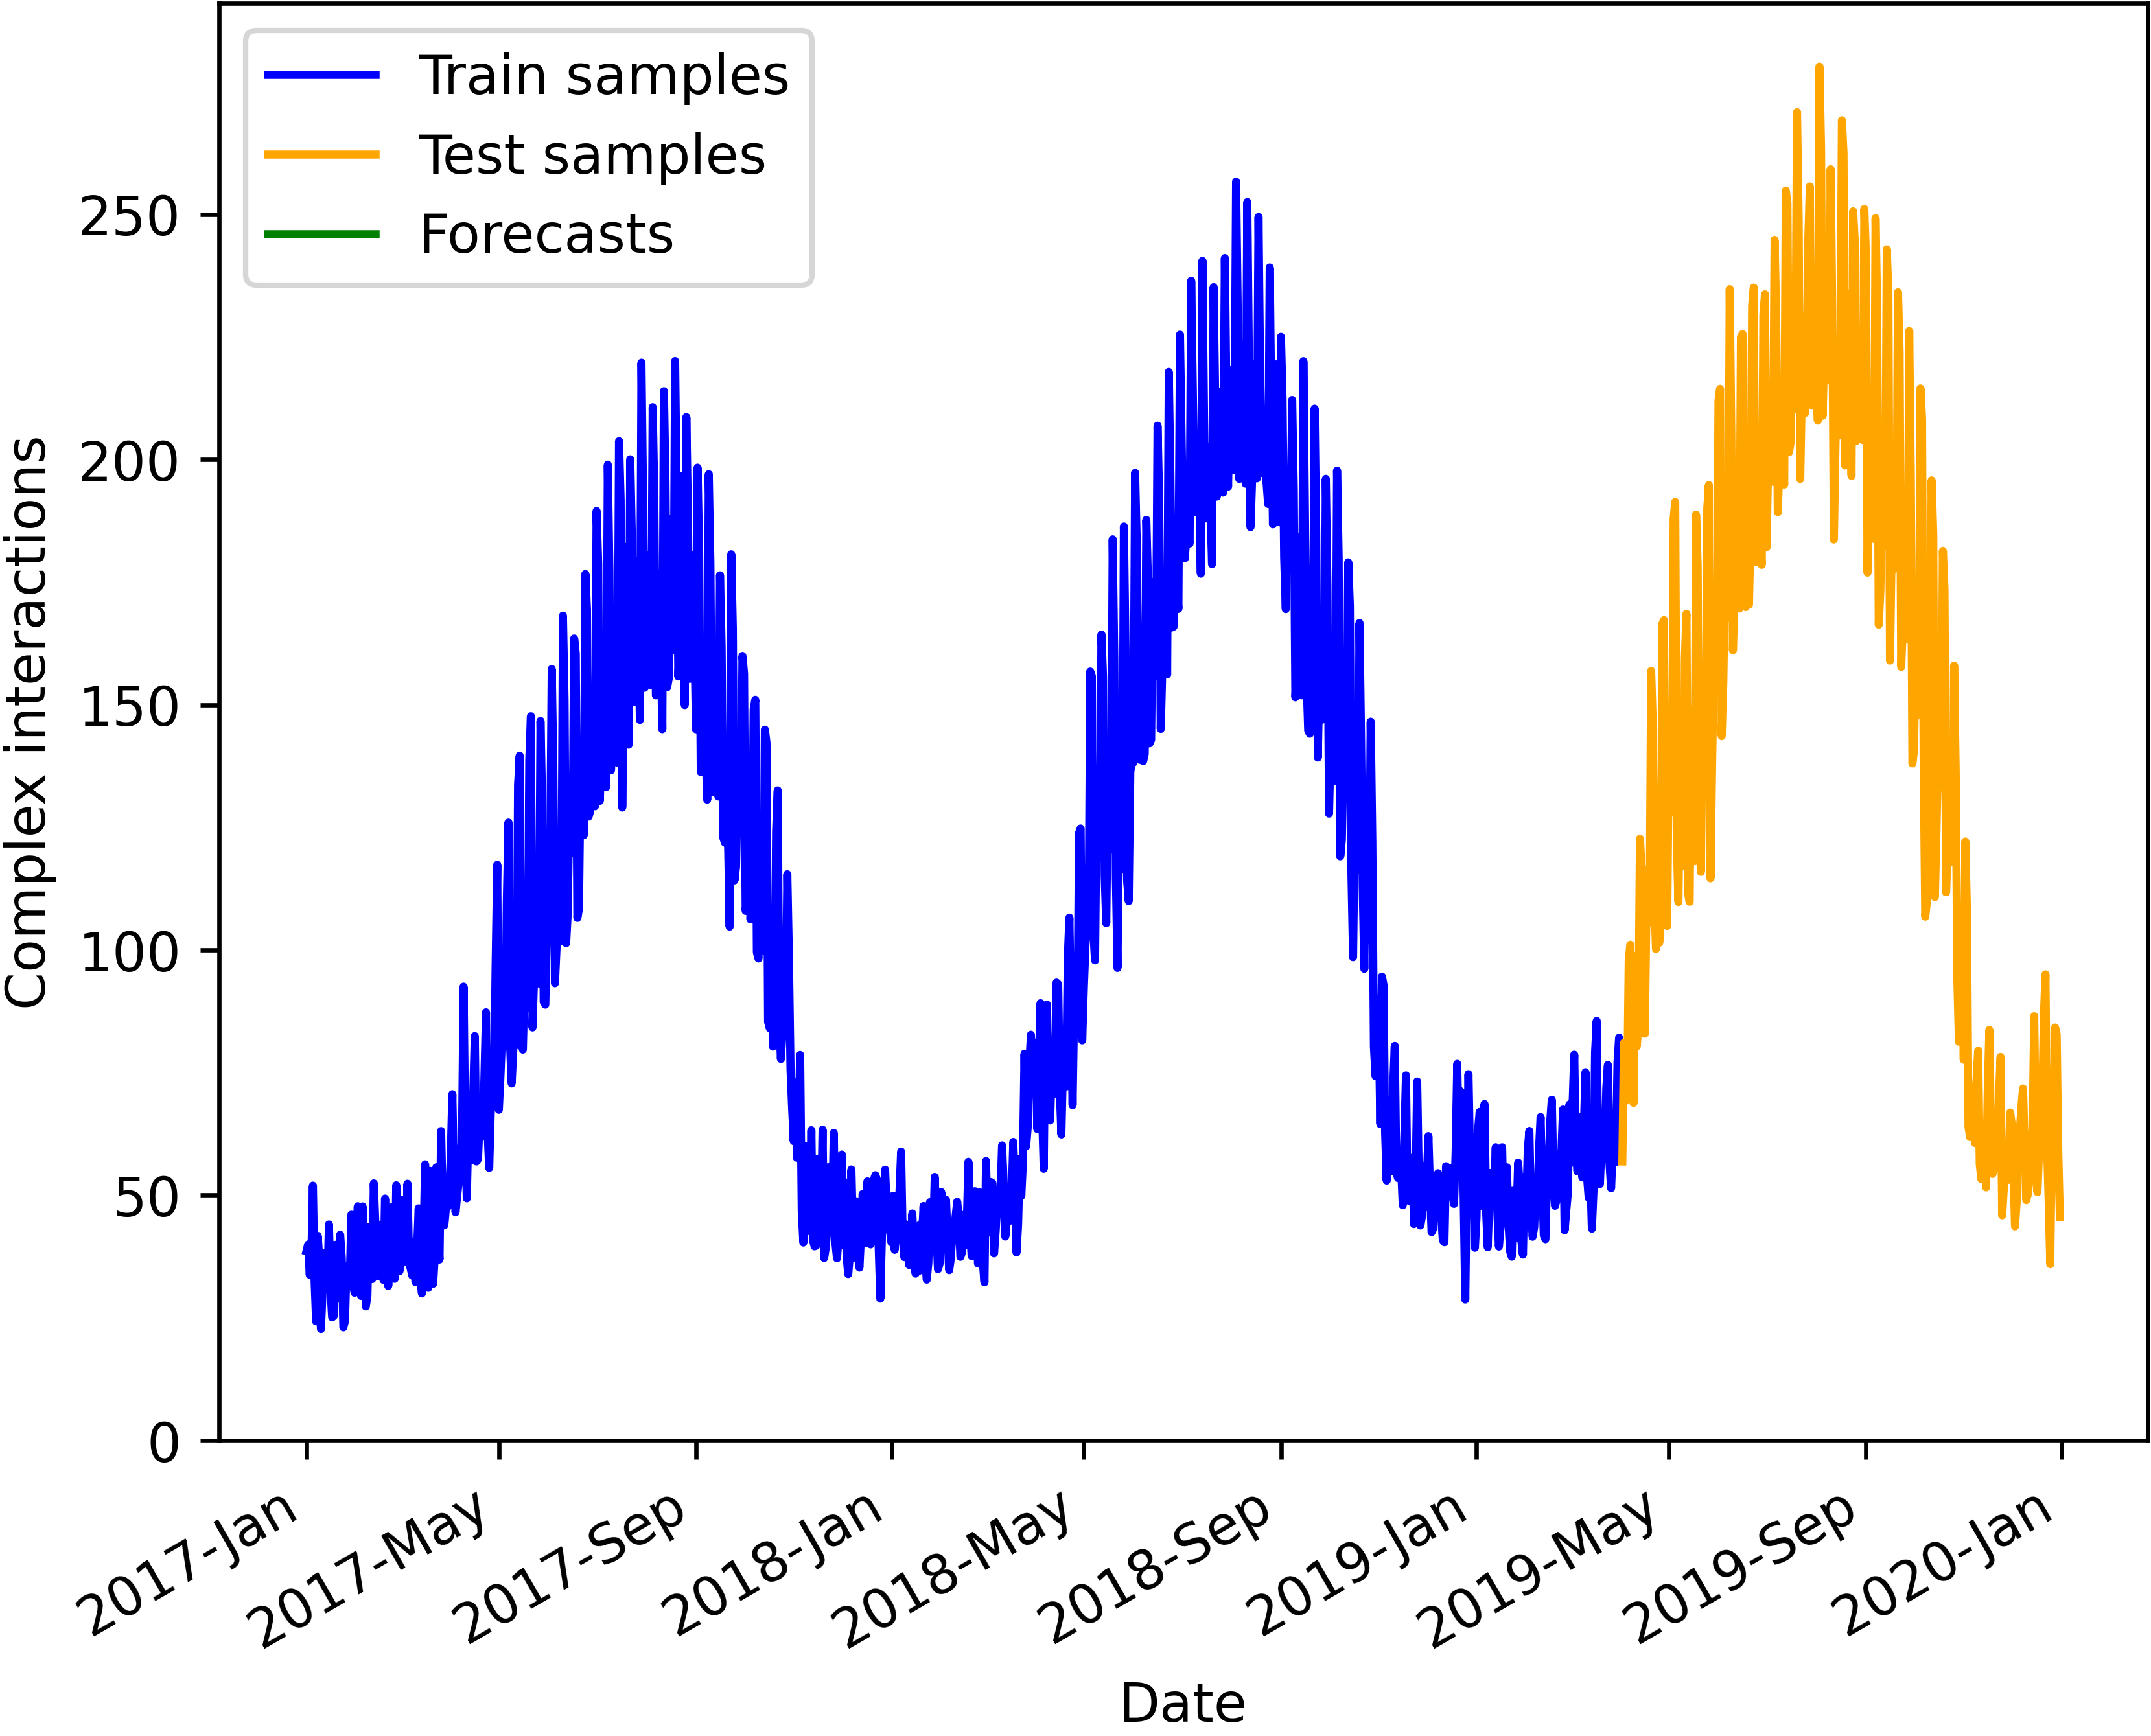 Train samples
Test samples
Forecasts
Complex interactions
250
200
150
100
50
0
2017-Jan
2017-May
2017-Sep
2018-Jan
2018-May
2018-Sep
2019-Jan
2019-May
2019-Sep
2020-Jan
Date